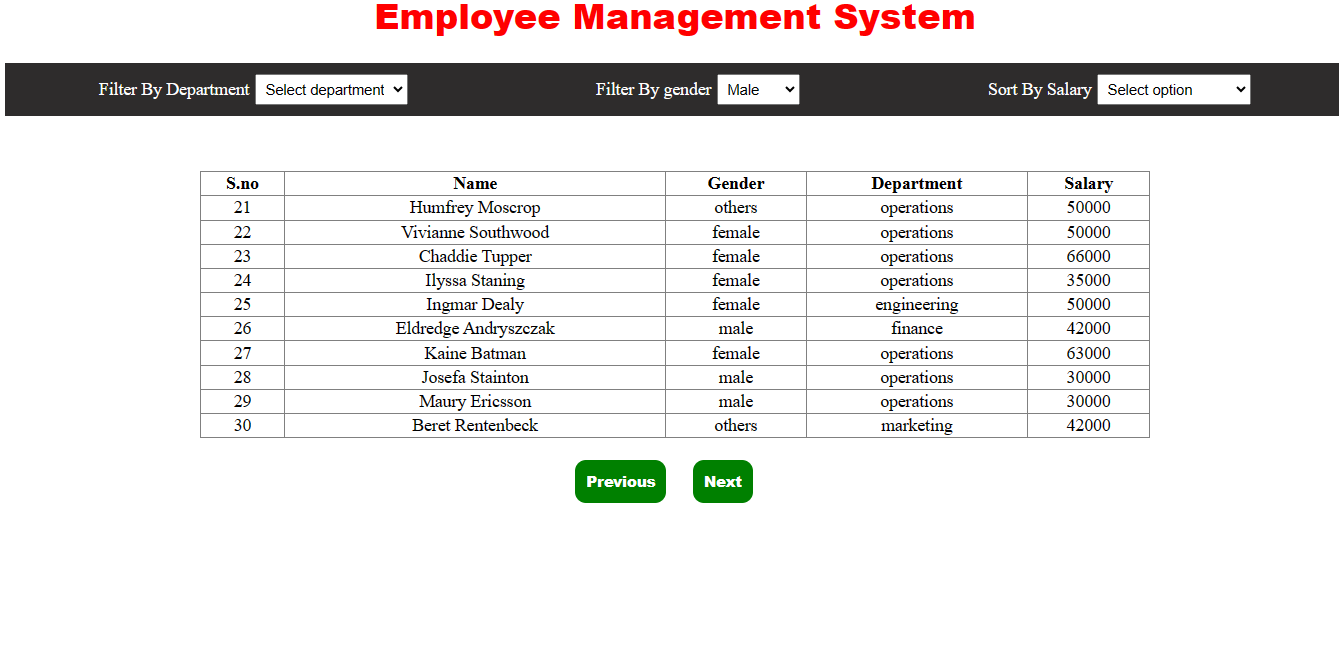 Employee Management System
Filter By Department Select department Filter By gender Male Sort By Salary Select option
S.no Name Gender Department Salary
21 Humfrey Moscrop others operations 50000
22 Vivianne Southwood female operations 50000
23 Chaddie Tupper female operations 66000
24 Ilyssa Staning female operations 35000
25 Ingmar Dealy female engineering 50000
26 Eldredge Andryszczak male finance 42000
27 Kaine Batman female operations 63000
28 Josefa Stainton male operations 30000
29 Maury Ericsson male operations 30000
30 Beret Rentenbeck others marketing 42000
Previous Next